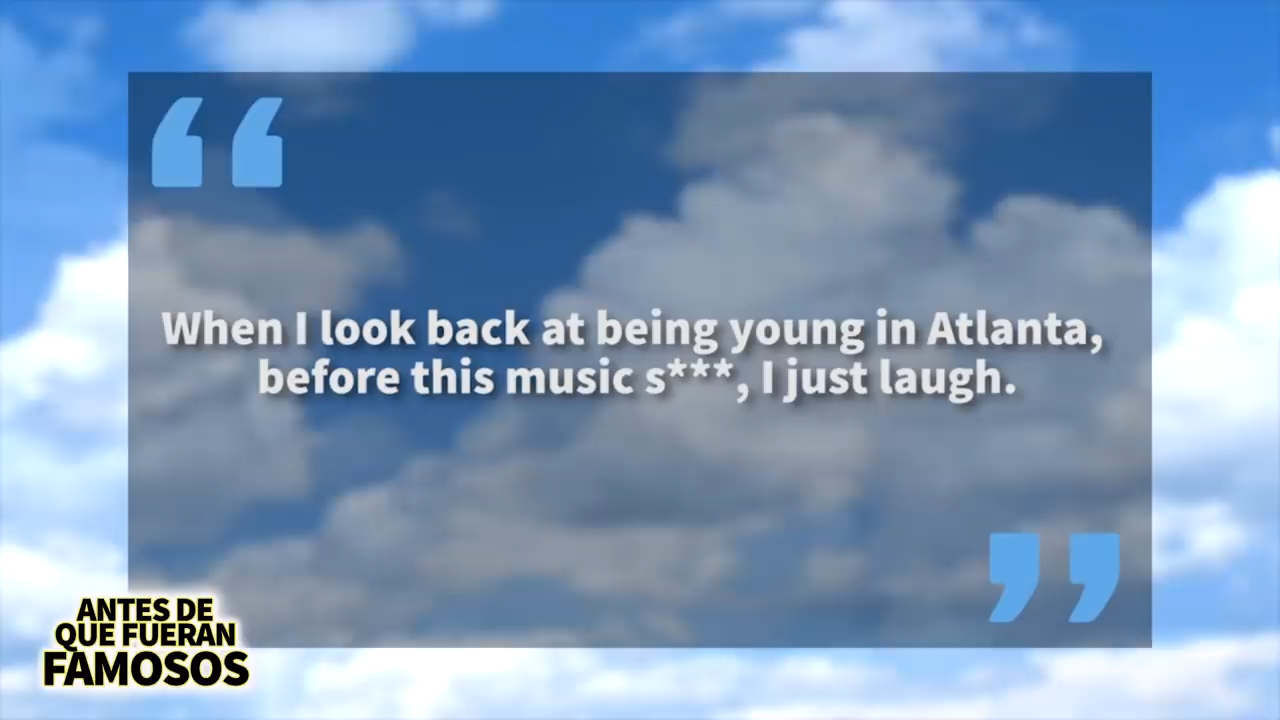 When I look back at being young in Atlanta,
before this music s***, I just laugh.
ANTES DE
QUE FUERAN
FAMOSOS